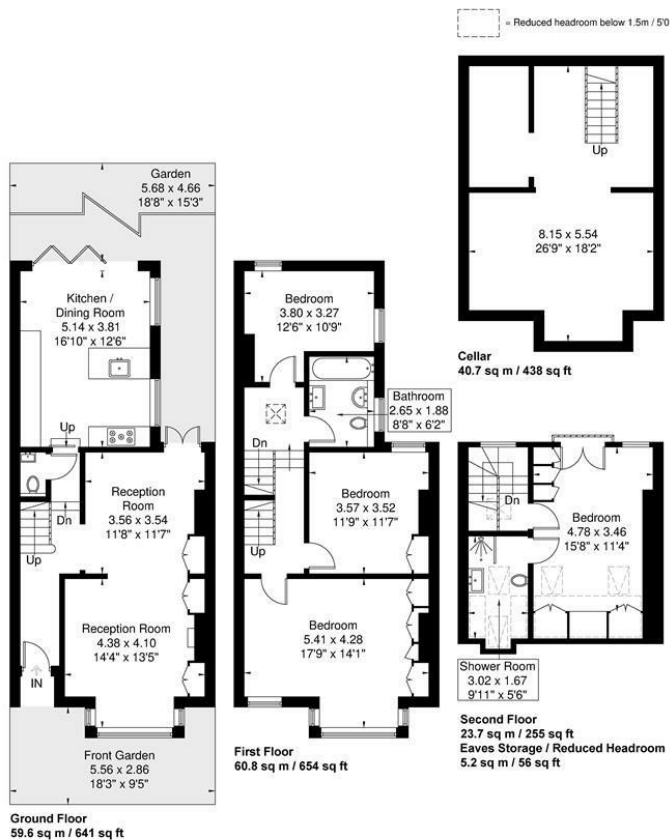 = Reduced headroom below 1.5m / 5'0
Garden
5.68 x 4.66
18'8" x 15'3"
Kitchen /
Dining Room
5.14 x 3.81
16'10" x 12'6"
Up
Reception
Room
3.56 x 3.54
11'8" x 11'7"
Dn
Up
Reception Room
4.38 x 4.10
14'4" x 13'5"
IN
Front Garden
5.56 x 2.86
18'3" x 9'5"
Ground Floor
59.6 sq m / 641 sq ft
Bedroom
3.80 x 3.27
12'6" x 10'9"
Bathroom
2.65 x 1.88
8'8" x 6'2"
Dn
Bedroom
3.57 x 3.52
11'9" x 11'7"
Up
Bedroom
5.41 x 4.28
17'9" x 14'1"
First Floor
60.8 sq m / 654 sq ft
Up
8.15 x 5.54
26'9" x 18'2"
Cellar
40.7 sq m / 438 sq ft
Dn
Bedroom
4.78 x 3.46
15'8" x 11'4"
Shower Room
3.02 x 1.67
9'11" x 5'6"
Second Floor
23.7 sq m / 255 sq ft
Eaves Storage / Reduced Headroom
5.2 sq m / 56 sq ft